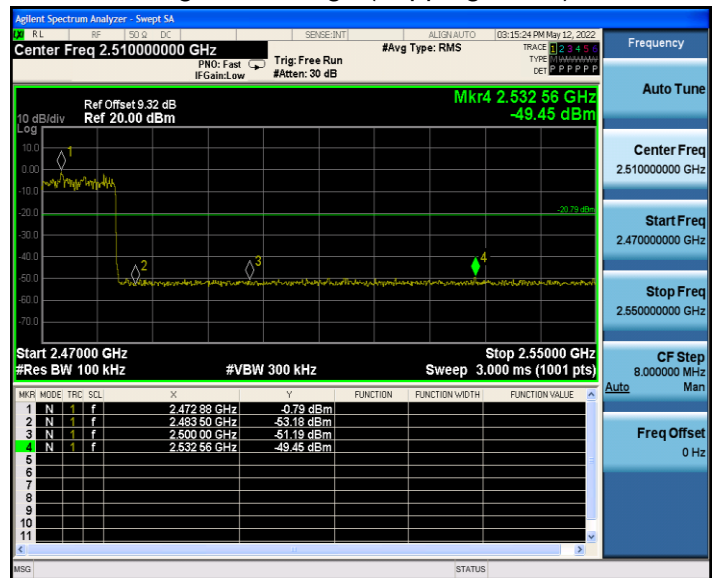 Agilent Spectrum Analyzer - Swept SA
RL RF 50 Ω DC SENSE:INT ALIGN AUTO 03:15:24 PM May 12, 2022
Center Freq 2.510000000 GHz #Avg Type: RMS TRACE 1 2 3 4 5 6
PNO: Fast Trig: Free Run TYPE M
IFGain:Low #Atten: 30 dB DET P P P P P P
Ref Offset 9.32 dB Mkr4 2.532 56 GHz
10 dB/div Ref 20.00 dBm -49.45 dBm
Log
10.0
0.00
-10.0
-20.0
-20.79 dBm
-30.0
-40.0
-50.0
-60.0
-70.0
1
2
3
4
Start 2.47000 GHz Stop 2.55000 GHz
#Res BW 100 kHz #VBW 300 kHz Sweep 3.000 ms (1001 pts)
MKR MODE TRC SCL X Y FUNCTION FUNCTION WIDTH FUNCTION VALUE
1 N 1 f 2.472 88 GHz -0.79 dBm
2 N 1 f 2.483 50 GHz -53.18 dBm
3 N 1 f 2.500 00 GHz -51.19 dBm
4 N 1 f 2.532 56 GHz -49.45 dBm
5
6
7
8
9
10
11
MSG STATUS
Frequency
Auto Tune
Center Freq
2.510000000 GHz
Start Freq
2.470000000 GHz
Stop Freq
2.550000000 GHz
CF Step
8.000000 MHz
Auto Man
Freq Offset
0 Hz